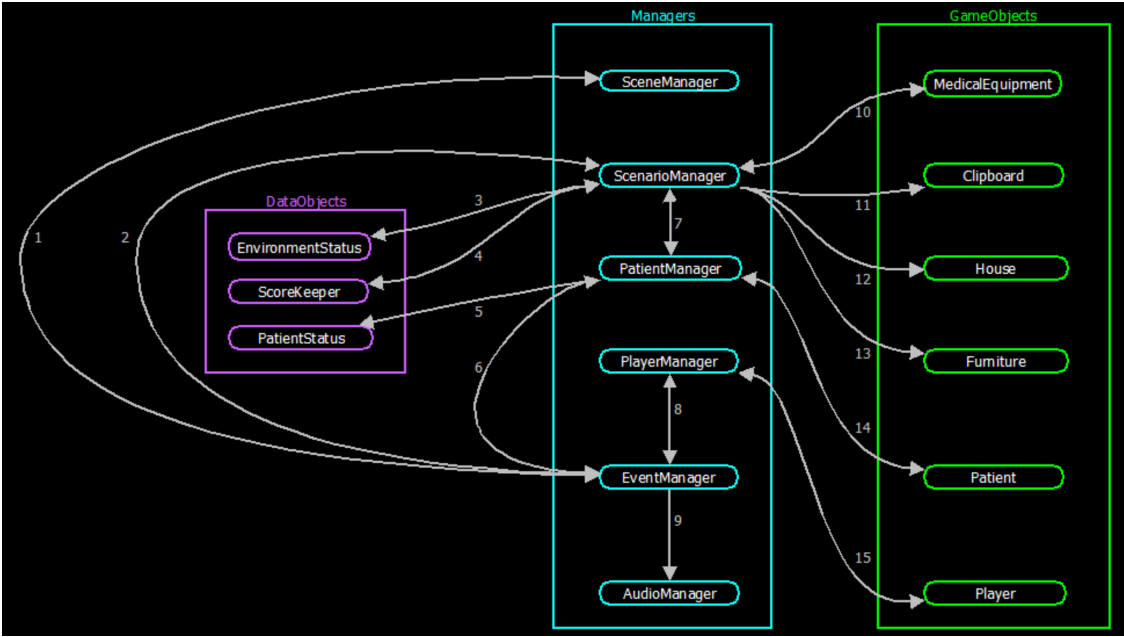 Managers
GameObjects
SceneManager
MedicalEquipment
10
ScenarioManager
Clipboard
DataObjects
3
11
1
2
7
EnvironmentStatus
4
PatientManager
House
12
ScoreKeeper
5
PatientStatus
13
PlayerManager
Furniture
6
8
14
EventManager
Patient
9
15
AudioManager
Player